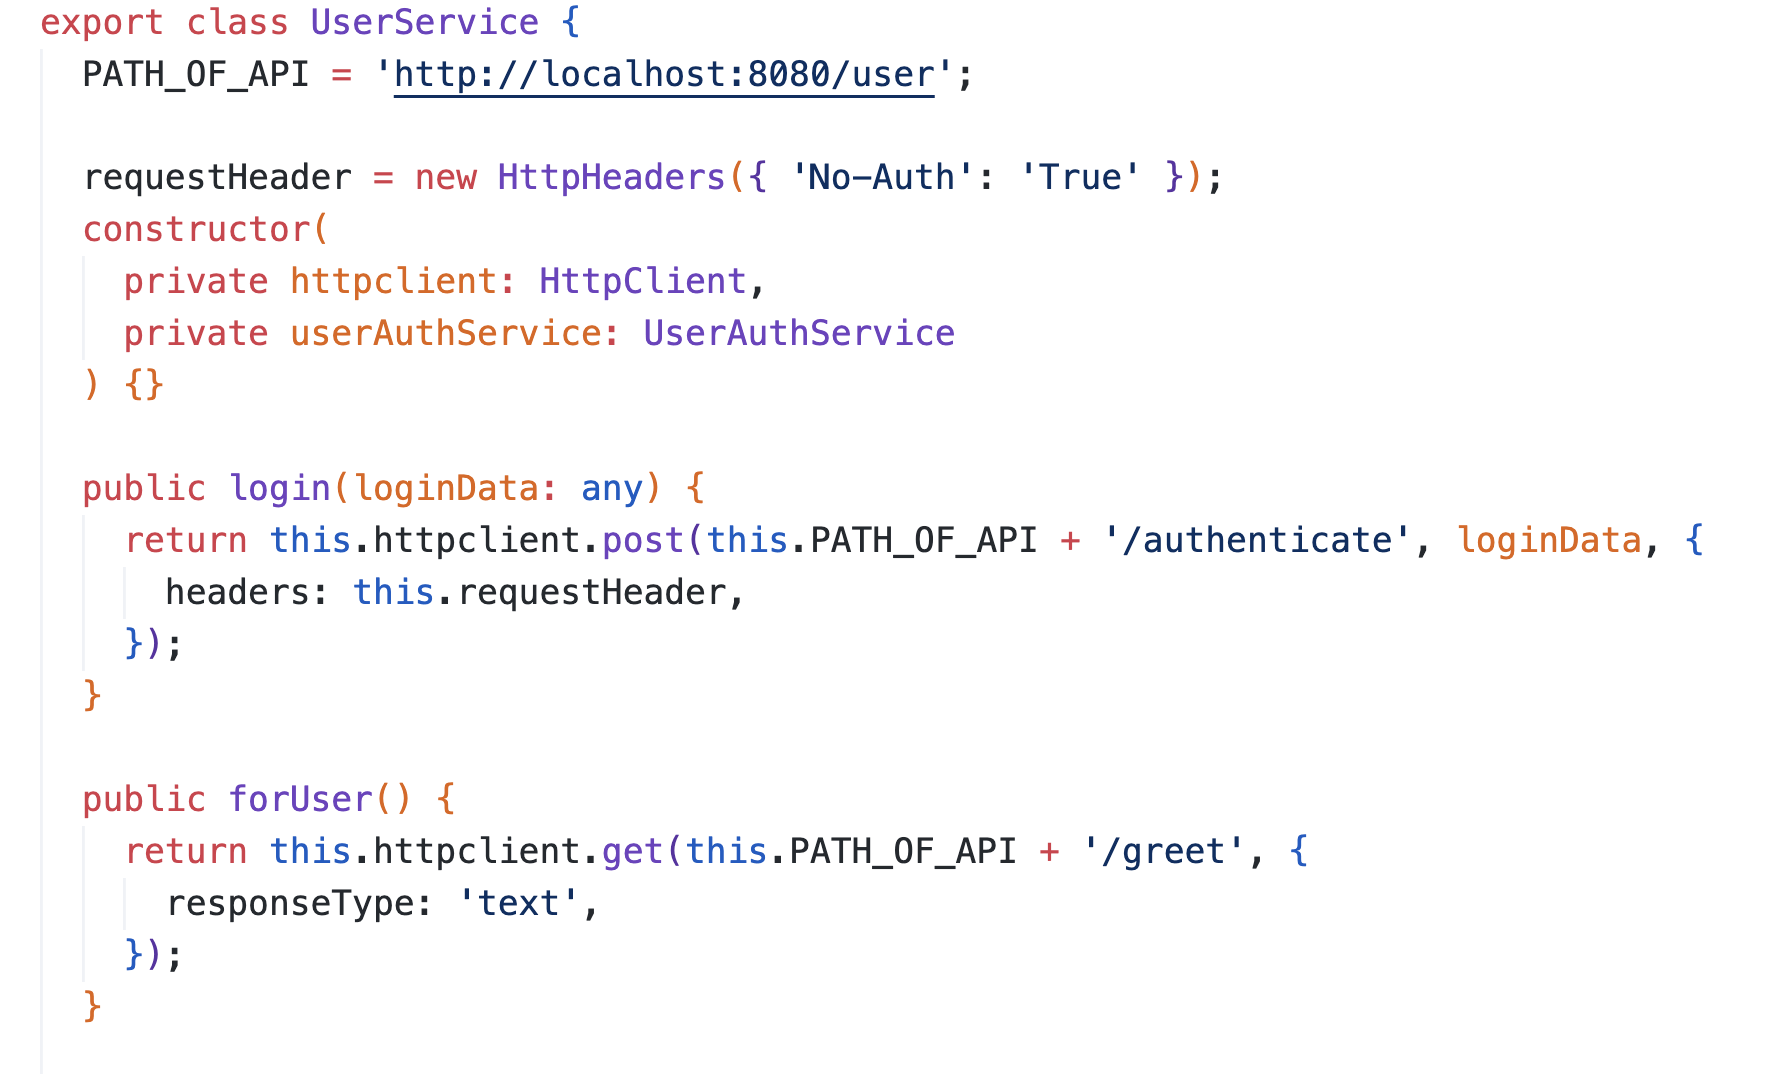 export class UserService {
  PATH_OF_API = 'http://localhost:8080/user';
  requestHeader = new HttpHeaders({ 'No-Auth': 'True' });
  constructor(
    private httpclient: HttpClient,
    private userAuthService: UserAuthService
  ) {}
  public login(loginData: any) {
    return this.httpclient.post(this.PATH_OF_API + '/authenticate', loginData, {
      headers: this.requestHeader,
    });
  }
  public forUser() {
    return this.httpclient.get(this.PATH_OF_API + '/greet', {
      responseType: 'text',
    });
  }